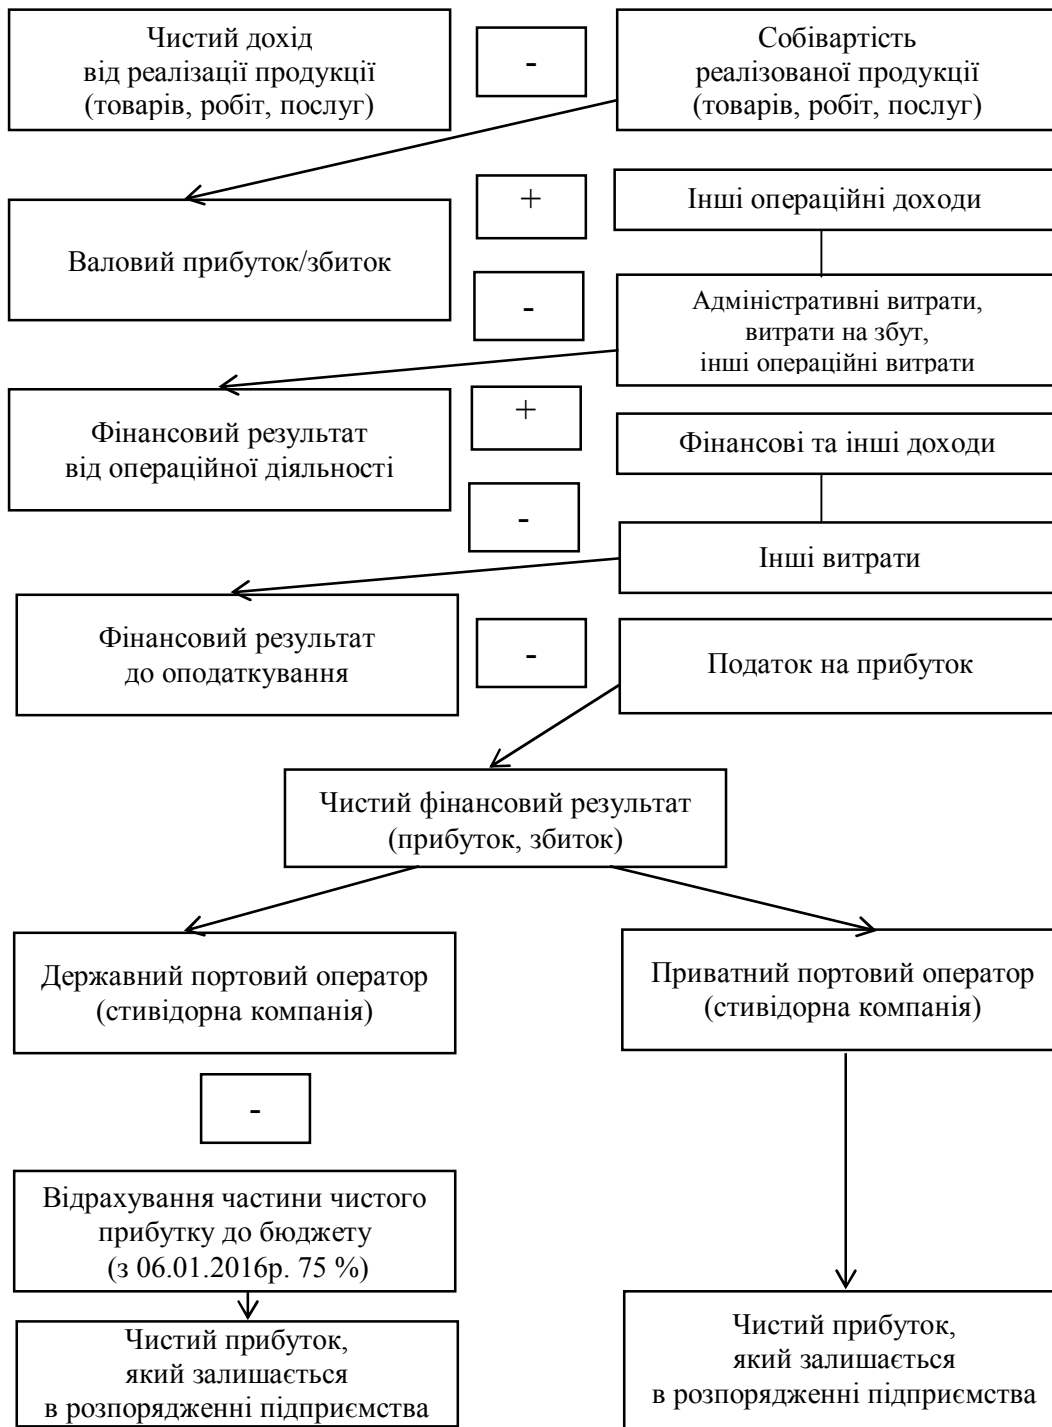 Чистий дохід
від реалізації продукції
(товарів, робіт, послуг)
-
Собівартість
реалізованої продукції
(товарів, робіт, послуг)
Валовий прибуток/збиток
+
Інші операційні доходи
-
Адміністративні витрати,
витрати на збут,
інші операційні витрати
Фінансовий результат
від операційної діяльності
+
Фінансові та інші доходи
-
Інші витрати
Фінансовий результат
до оподаткування
-
Податок на прибуток
Чистий фінансовий результат
(прибуток, збиток)
Державний портовий оператор
(стивідорна компанія)
Приватний портовий оператор
(стивідорна компанія)
-
Відрахування частини чистого
прибутку до бюджету
(з 06.01.2016р. 75 %)
Чистий прибуток,
який залишається
в розпорядженні підприємства
Чистий прибуток,
який залишається
в розпорядженні підприємства